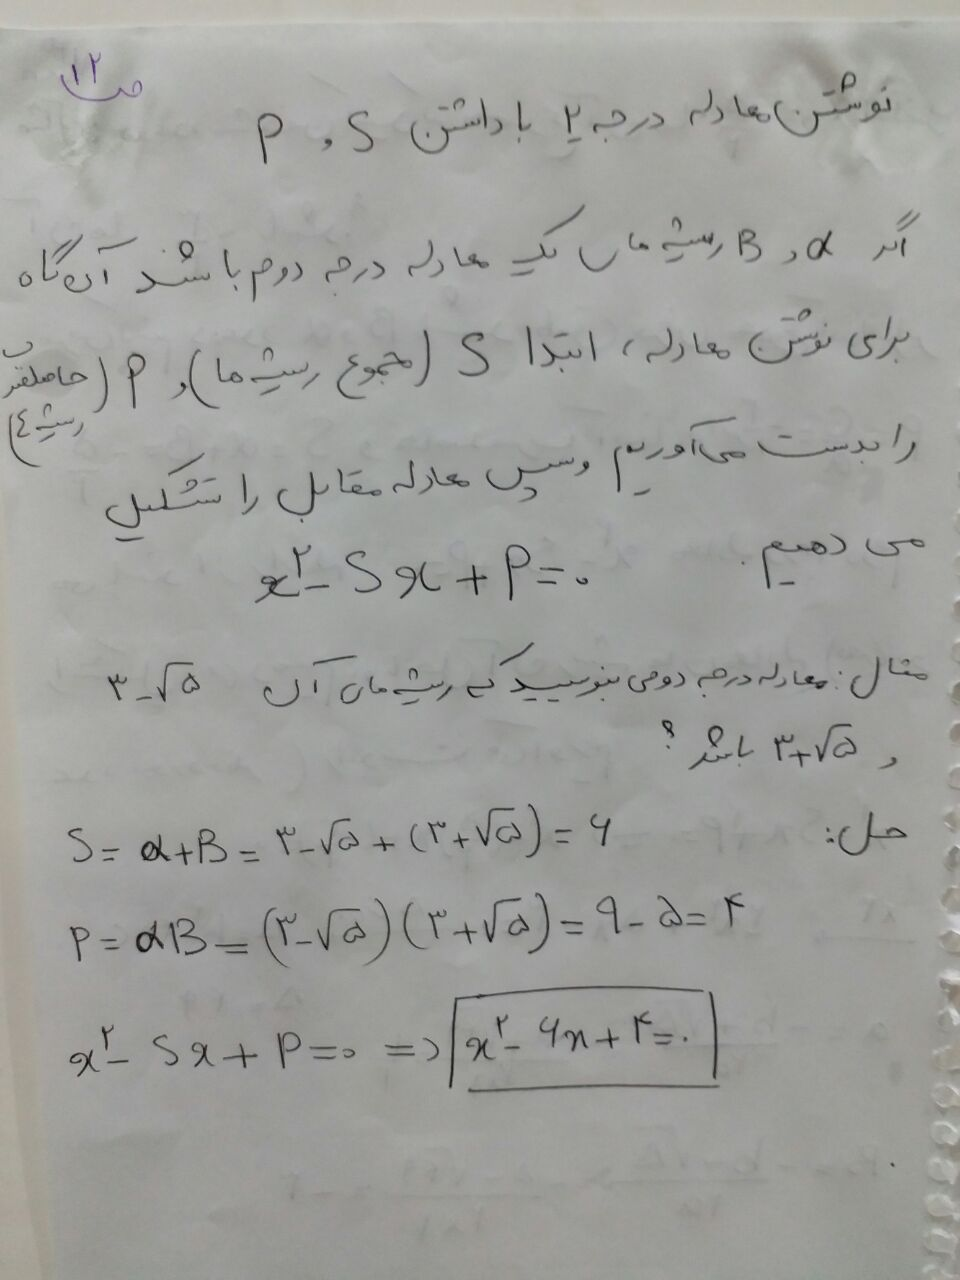 ص ۱۲
نوشتن معادله درجه ۲ با داشتن S و P
اگر α و B ریشه های یک معادله درجه دوم باشند آن گاه
برای نوشتن معادله، ابتدا S (مجموع ریشه ها) و P (حاصلضرب
ریشه ها)
را بدست می آوریم وسپس معادله مقابل را تشکیل
می دهیم.
x²- Sx + P = ۰
مثال: معادله درجه دومی بنویسید که ریشه های آن ۳-√۵
و ۳+√۵ باشد؟
حل:
S = α+B = ۳-√۵ + (۳+√۵) = ۶
P = αB = (۳-√۵)(۳+√۵) = ۹ - ۵ = ۴
x²- Sx + P = ۰ => x²- ۶x + ۴ = ۰